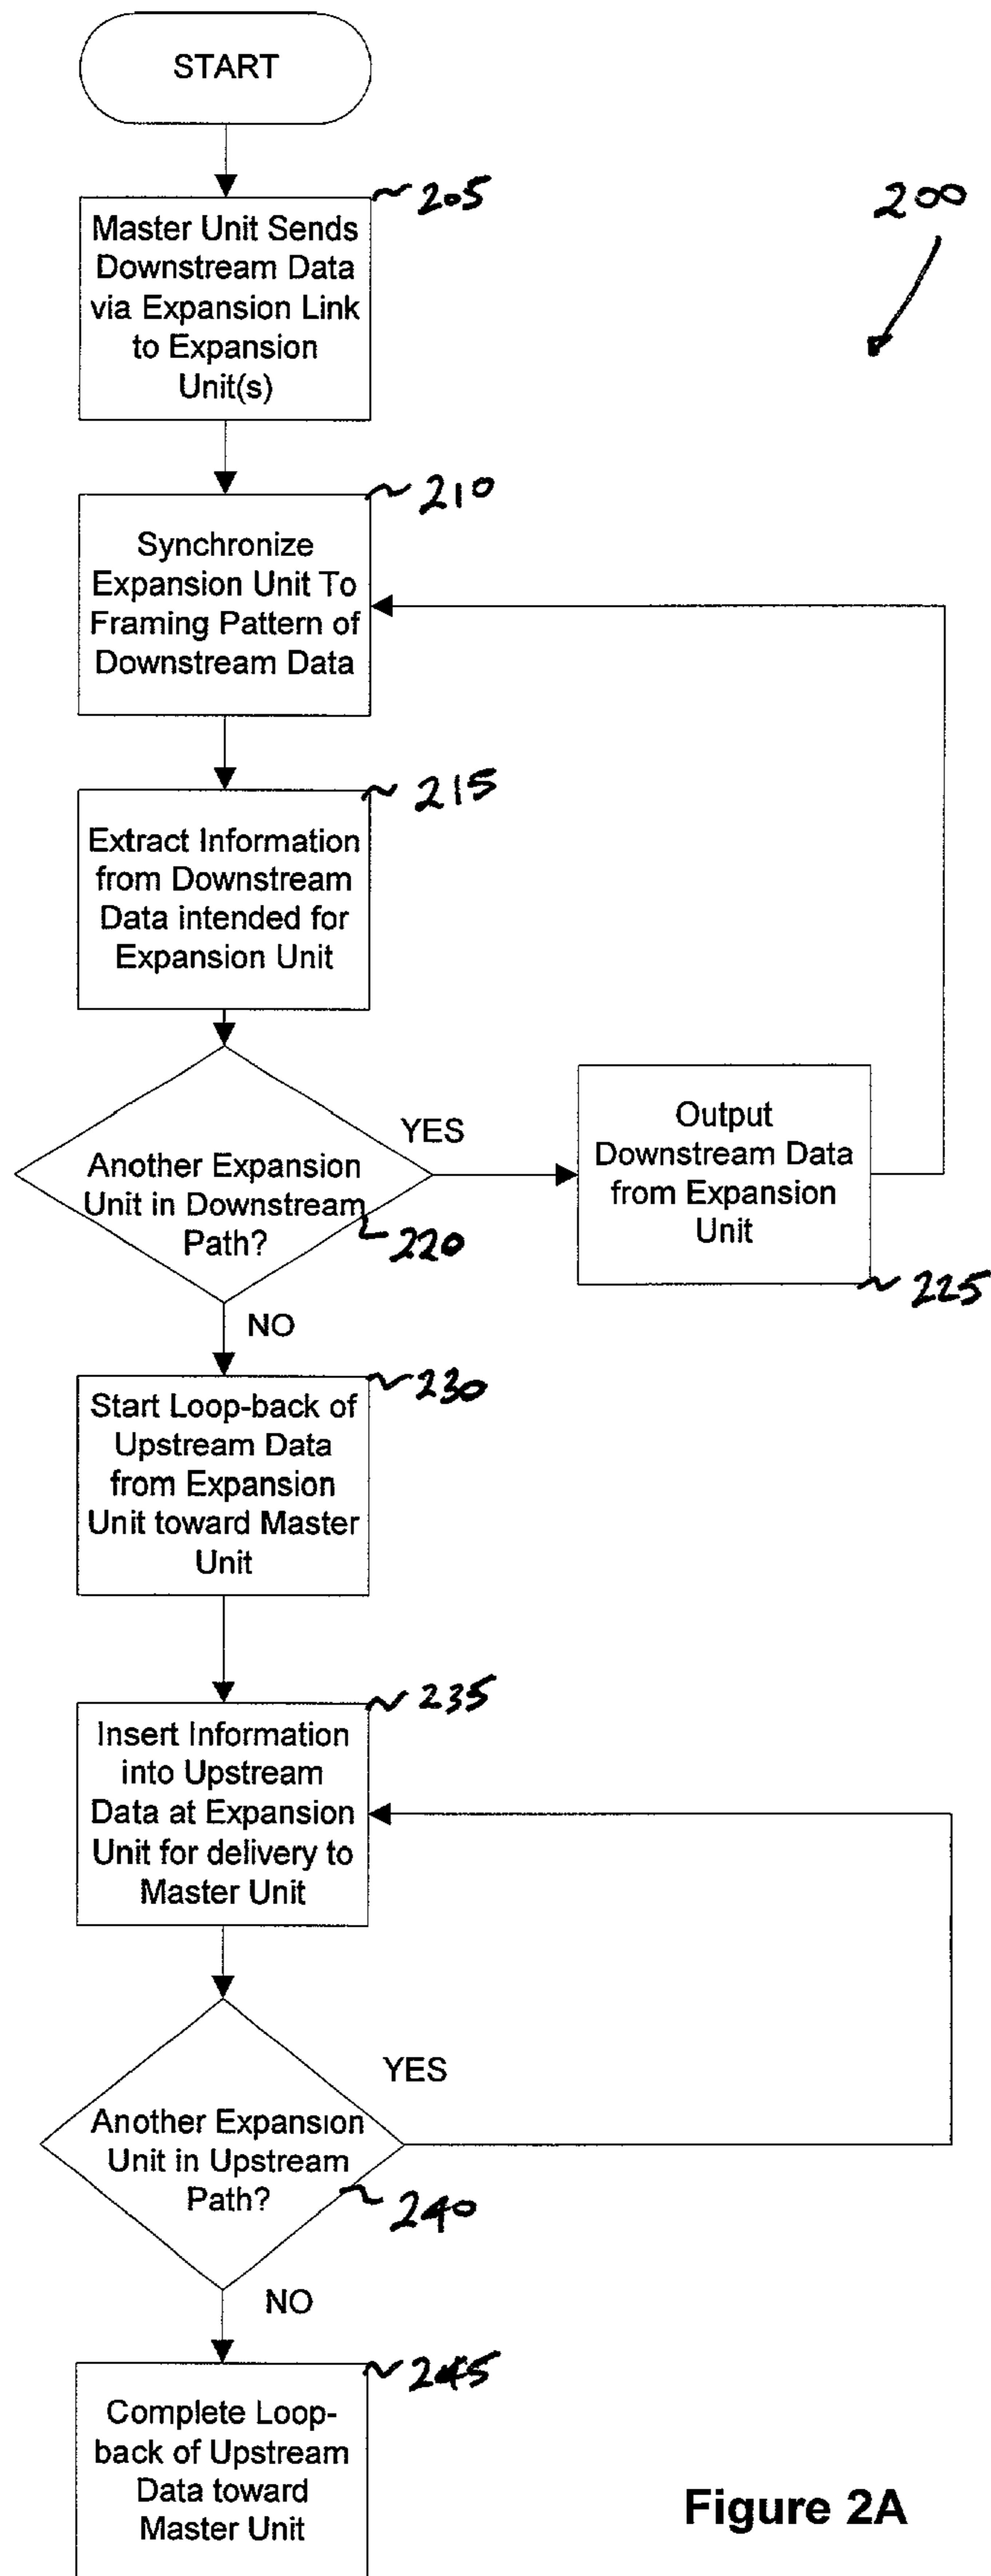 START
205
200
Master Unit Sends
Downstream Data
via Expansion Link
to Expansion
Unit(s)
210
Synchronize
Expansion Unit To
Framing Pattern of
Downstream Data
215
Extract Information
from Downstream
Data intended for
Expansion Unit
YES
Another Expansion
Unit in Downstream
Path?
220
Output
Downstream Data
from Expansion
Unit
225
NO
230
Start Loop-back of
Upstream Data
from Expansion
Unit toward Master
Unit
235
Insert Information
into Upstream
Data at Expansion
Unit for delivery to
Master Unit
YES
Another Expansion
Unit in Upstream
Path?
240
NO
245
Complete Loop-
back of Upstream
Data toward
Master Unit
Figure 2A